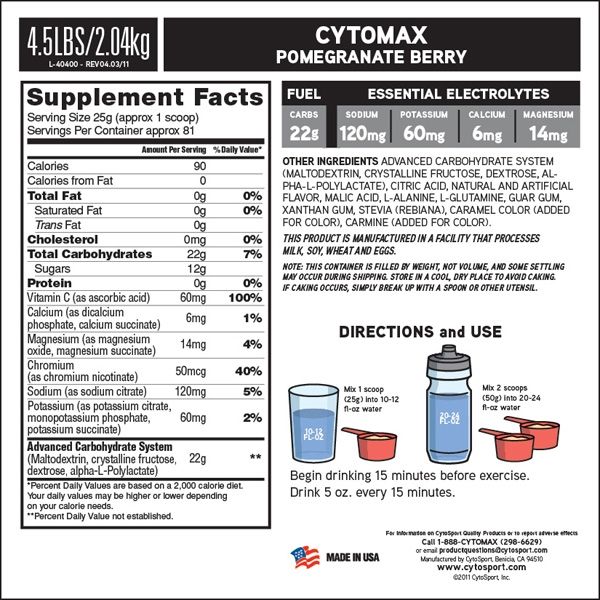 4.5LBS/2.04kg
L-40400 - REV04.03/11
CYTOMAX
POMEGRANATE BERRY
Supplement Facts
Serving Size 25g (approx 1 scoop)
Servings Per Container approx 81
Amount Per Serving % Daily Value*
Calories 90
Calories from Fat 0
Total Fat 0g 0%
Saturated Fat 0g 0%
Trans Fat 0g
Cholesterol 0mg 0%
Total Carbohydrates 22g 7%
Sugars 12g
Protein 0g 0%
Vitamin C (as ascorbic acid) 60mg 100%
Calcium (as dicalcium
phosphate, calcium succinate) 6mg 1%
Magnesium (as magnesium
oxide, magnesium succinate) 14mg 4%
Chromium
(as chromium nicotinate) 50mcg 40%
Sodium (as sodium citrate) 120mg 5%
Potassium (as potassium citrate,
monopotassium phosphate, 60mg 2%
potassium succinate)
Advanced Carbohydrate System
(Maltodextrin, crystalline fructose, 22g **
dextrose, alpha-L-Polylactate)
*Percent Daily Values are based on a 2,000 calorie diet.
Your daily values may be higher or lower depending
on your calorie needs.
**Percent Daily Value not established.
FUEL ESSENTIAL ELECTROLYTES
CARBS SODIUM POTASSIUM CALCIUM MAGNESIUM
22g 120mg 60mg 6mg 14mg
OTHER INGREDIENTS ADVANCED CARBOHYDRATE SYSTEM
(MALTODEXTRIN, CRYSTALLINE FRUCTOSE, DEXTROSE, AL-
PHA-L-POLYLACTATE), CITRIC ACID, NATURAL AND ARTIFICIAL
FLAVOR, MALIC ACID, L-ALANINE, L-GLUTAMINE, GUAR GUM,
XANTHAN GUM, STEVIA (REBIANA), CARAMEL COLOR (ADDED
FOR COLOR), CARMINE (ADDED FOR COLOR).
THIS PRODUCT IS MANUFACTURED IN A FACILITY THAT PROCESSES
MILK, SOY, WHEAT AND EGGS.
NOTE: THIS CONTAINER IS FILLED BY WEIGHT, NOT VOLUME, AND SOME SETTLING
MAY OCCUR DURING SHIPPING. STORE IN A COOL, DRY PLACE TO AVOID CAKING.
IF CAKING OCCURS, SIMPLY BREAK UP WITH A SPOON OR OTHER UTENSIL.
DIRECTIONS and USE
Mix 1 scoop
(25g) into 10-12
fl-oz water
10-12
FL-OZ
Mix 2 scoops
(50g) into 20-24
fl-oz water
20-24
FL-OZ
Begin drinking 15 minutes before exercise.
Drink 5 oz. every 15 minutes.
MADE IN USA
For Information on CytoSport Quality Products or to report adverse effects
Call 1-888-CYTOMAX (298-6629)
or email productquestions@cytosport.com
Manufactured by CytoSport, Benicia, CA 94510
www.cytosport.com
©2011 CytoSport, Inc.